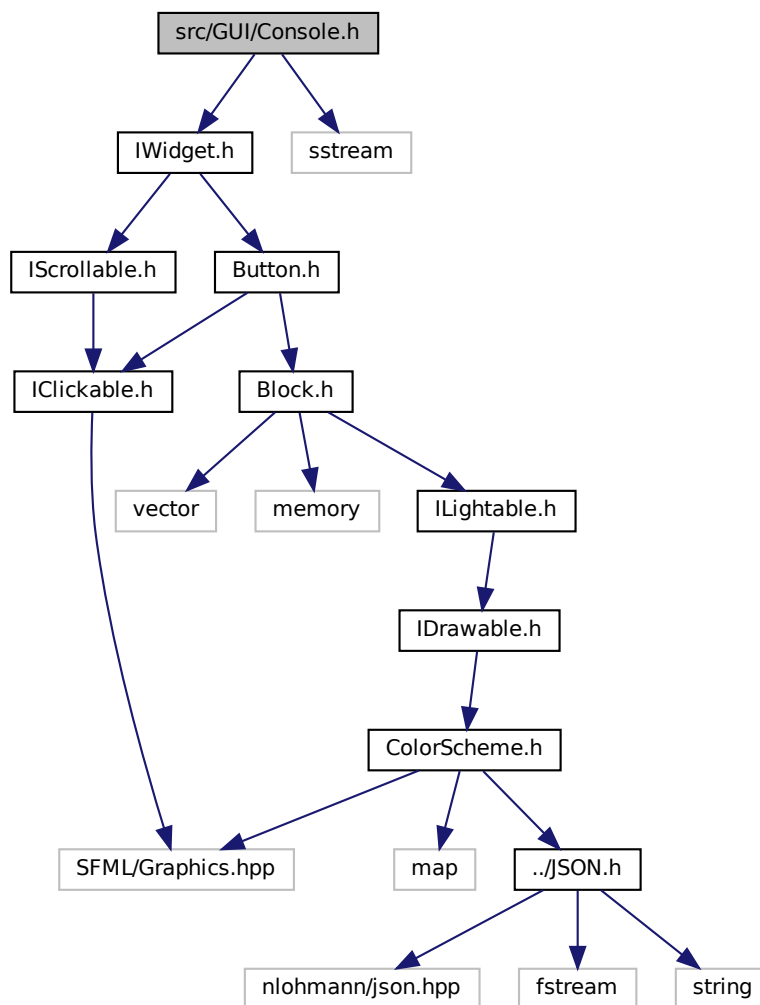 src/GUI/Console.h
IWidget.h
sstream
IScrollable.h
Button.h
IClickable.h
Block.h
vector
memory
ILightable.h
IDrawable.h
ColorScheme.h
SFML/Graphics.hpp
map
../JSON.h
nlohmann/json.hpp
fstream
string